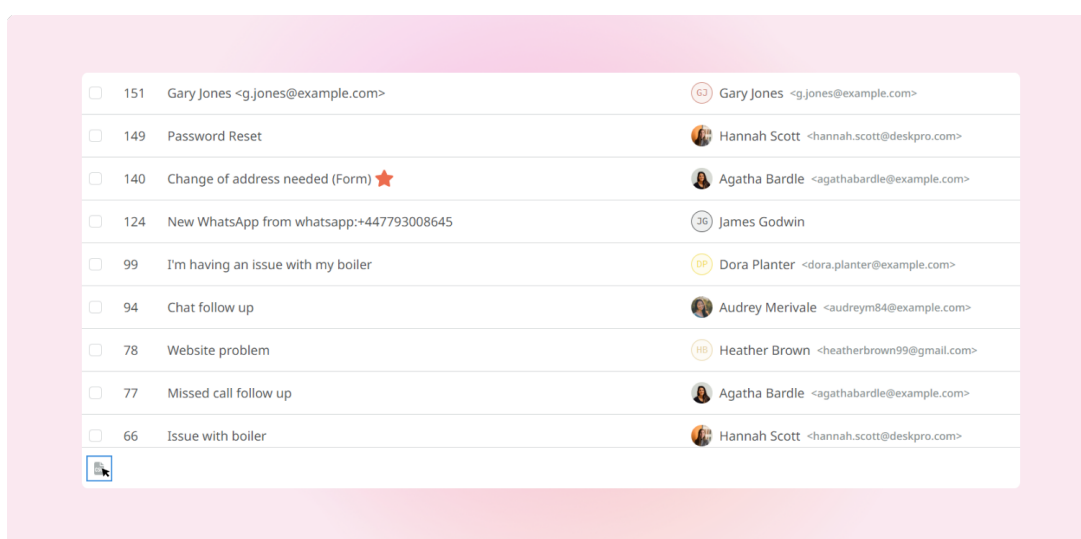 151 Gary Jones <g.jones@example.com> GJ Gary Jones <g.jones@example.com>
149 Password Reset Hannah Scott <hannah.scott@deskpro.com>
140 Change of address needed (Form) Agatha Bardle <agathabardle@example.com>
124 New WhatsApp from whatsapp:+447793008645 JG James Godwin
99 I'm having an issue with my boiler DP Dora Planter <dora.planter@example.com>
94 Chat follow up Audrey Merivale <audreym84@example.com>
78 Website problem HB Heather Brown <heatherbrown99@gmail.com>
77 Missed call follow up Agatha Bardle <agathabardle@example.com>
66 Issue with boiler Hannah Scott <hannah.scott@deskpro.com>